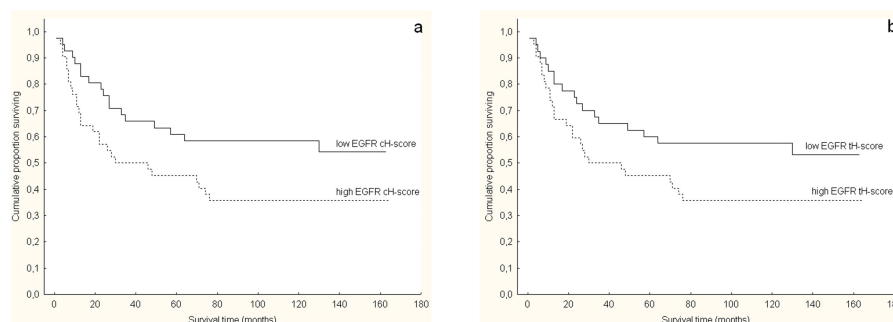 a
Cumulative proportion surviving
1,0
0,9
0,8
0,7
0,6
0,5
0,4
0,3
0,2
0,1
0,0
low EGFR cH-score
high EGFR cH-score
0 20 40 60 80 100 120 140 160 180
Survival time (months)
b
Cumulative proportion surviving
1,0
0,9
0,8
0,7
0,6
0,5
0,4
0,3
0,2
0,1
0,0
low EGFR tH-score
high EGFR tH-score
0 20 40 60 80 100 120 140 160 180
Survival time (months)